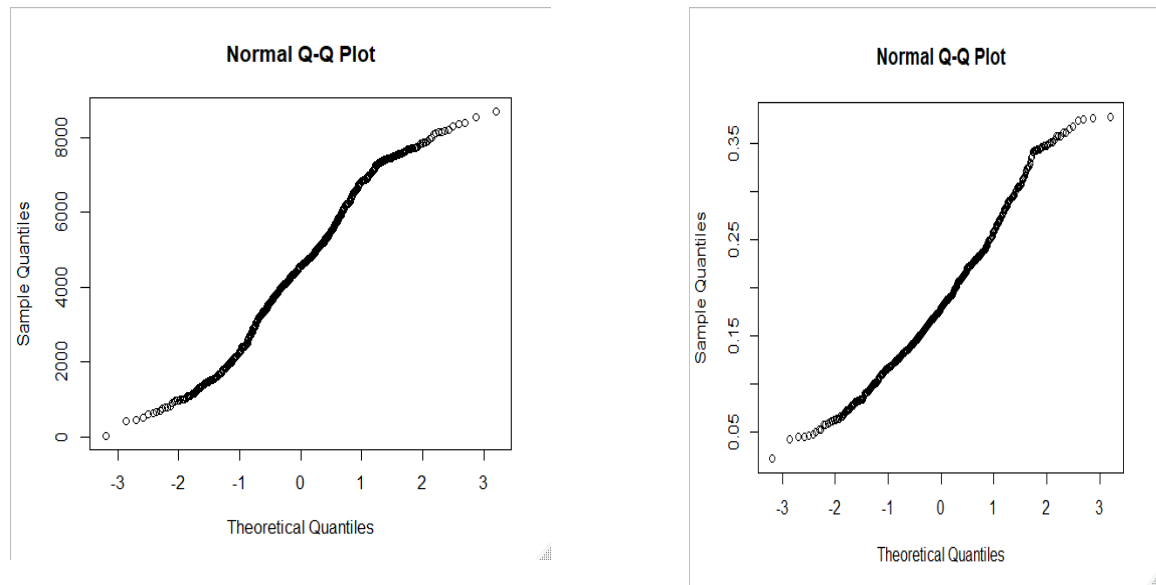 Normal Q-Q Plot
Sample Quantiles
8000
6000
4000
2000
0
-3 -2 -1 0 1 2 3
Theoretical Quantiles
Normal Q-Q Plot
Sample Quantiles
0.35
0.25
0.15
0.05
-3 -2 -1 0 1 2 3
Theoretical Quantiles